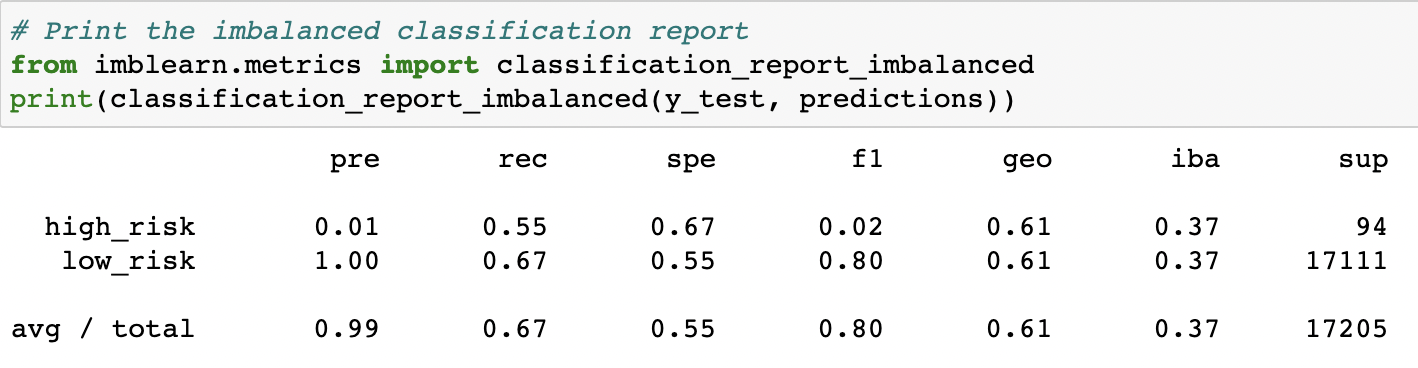 # Print the imbalanced classification report
from imblearn.metrics import classification_report_imbalanced
print(classification_report_imbalanced(y_test, predictions))
pre rec spe f1 geo iba sup
high_risk 0.01 0.55 0.67 0.02 0.61 0.37 94
low_risk 1.00 0.67 0.55 0.80 0.61 0.37 17111
avg / total 0.99 0.67 0.55 0.80 0.61 0.37 17205